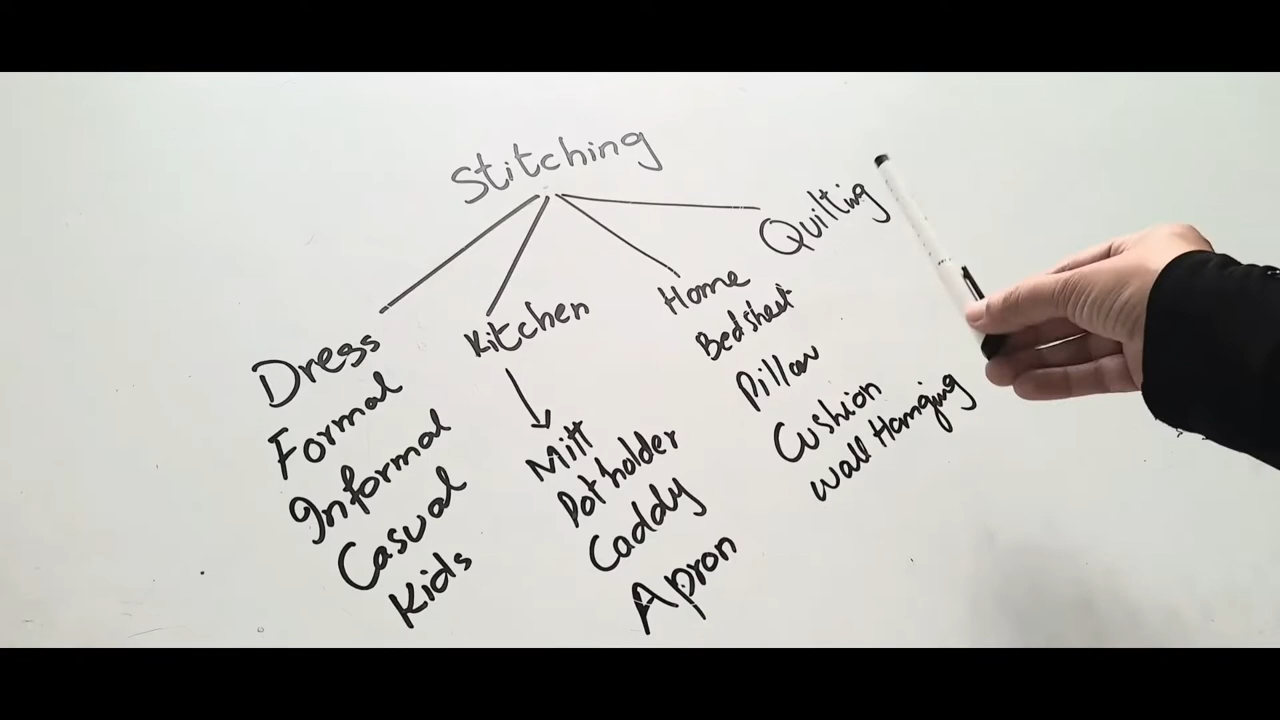 Stitching
Dress
Formal
Informal
Casual
Kids
Kitchen
Mitt
Pot holder
Caddy
Apron
Home
Bedsheet
Pillow
Cushion
Wall Hanging
Quilting